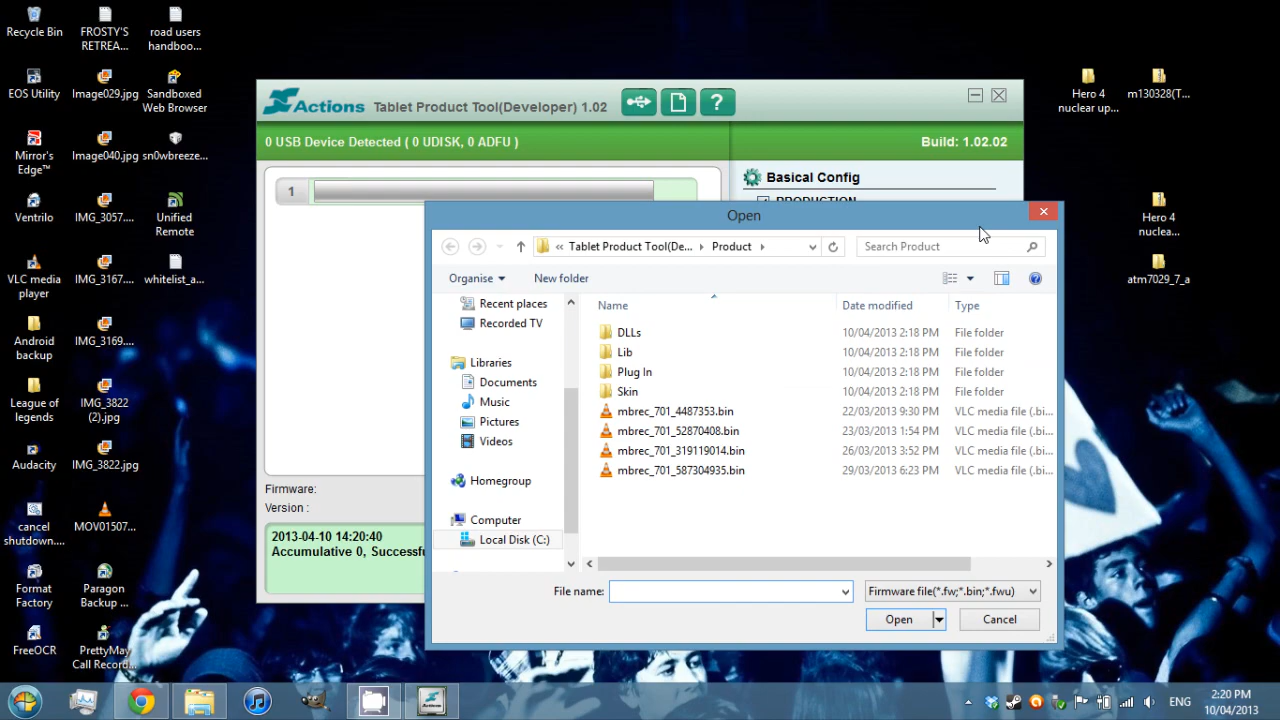 Recycle Bin
FROSTY'S
RETREA...
road users
handboo...
EOS Utility
Image029.jpg
Sandboxed
Web Browser
Mirror's
Edge™
Image040.jpg
sn0wbreeze...
Ventrilo
IMG_3057....
Unified
Remote
VLC media
player
IMG_3167....
whitelist_a...
Android
backup
IMG_3169....
League of
legends
IMG_3822
(2).jpg
Audacity
IMG_3822.jpg
cancel
shutdown....
MOV01507...
Format
Factory
Paragon
Backup ...
FreeOCR
PrettyMay
Call Record...
Hero 4
nuclear up...
m130328(T...
Hero 4
nuclear
atm7029_7_a
Actions Tablet Product Tool(Developer) 1.02 ?
0 USB Device Detected ( 0 UDISK, 0 ADFU )
Build: 1.02.02
1
Basical Config
PRODUCTION
Firmware:
Version :
2013-04-10 14:20:40
Accumulative 0, Successfu
Open
« Tablet Product Tool(De... Product
Search Product
Organise
New folder
Recent places
Recorded TV
Libraries
Documents
Music
Pictures
Videos
Homegroup
Computer
Local Disk (C:)
Name Date modified Type
DLLs 10/04/2013 2:18 PM File folder
Lib 10/04/2013 2:18 PM File folder
Plug In 10/04/2013 2:18 PM File folder
Skin 10/04/2013 2:18 PM File folder
mbrec_701_4487353.bin 22/03/2013 9:30 PM VLC media file (.bi...
mbrec_701_52870408.bin 23/03/2013 1:54 PM VLC media file (.bi...
mbrec_701_319119014.bin 26/03/2013 3:52 PM VLC media file (.bi...
mbrec_701_587304935.bin 29/03/2013 6:23 PM VLC media file (.bi...
File name:
Firmware file(*.fw;*.bin;*.fwu)
Open
Cancel
Actions
ENG
2:20 PM
10/04/2013